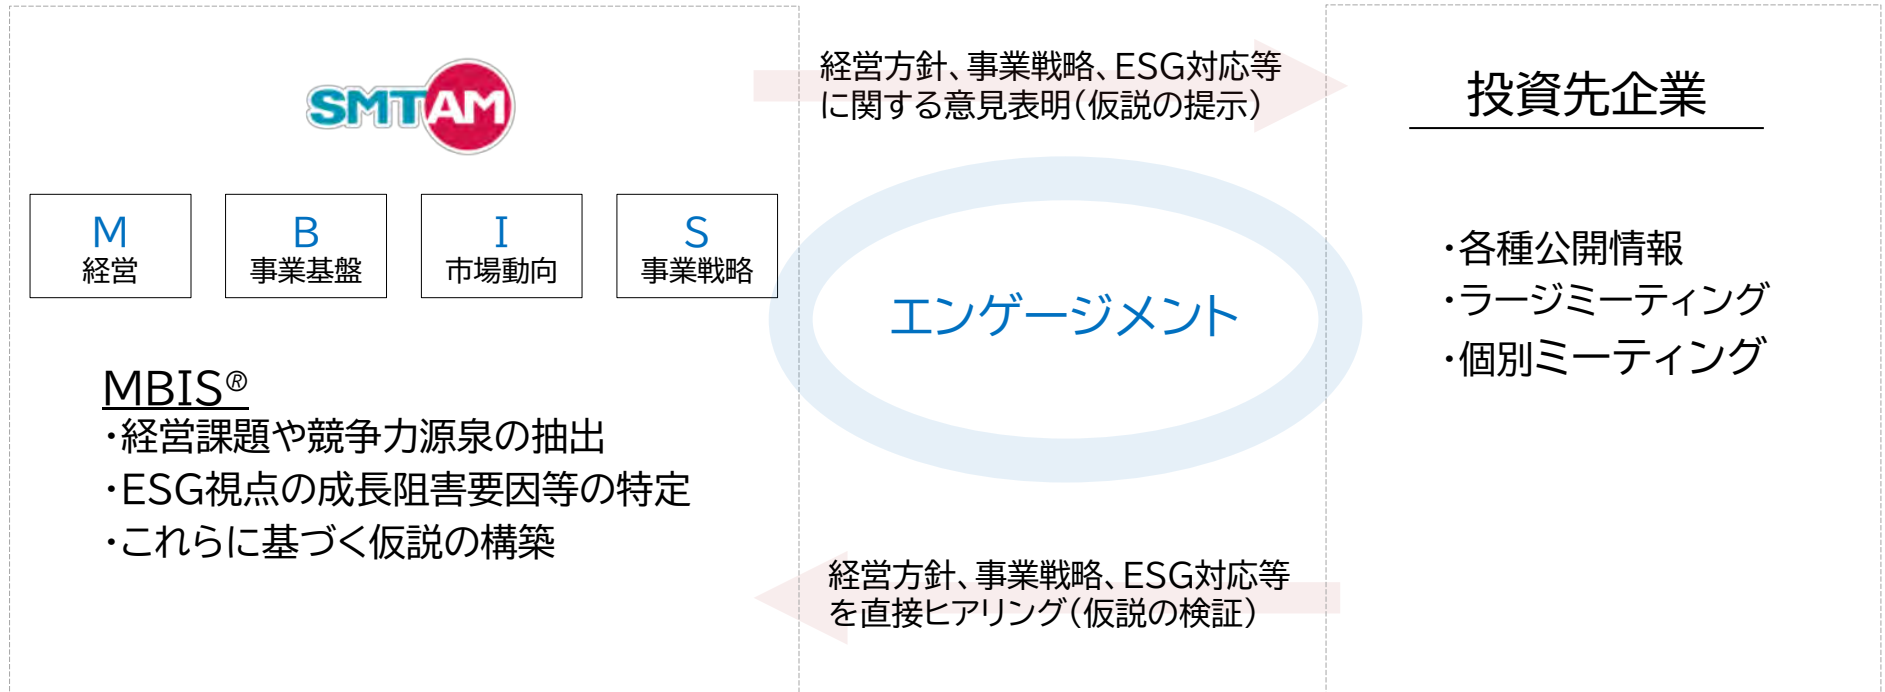 SMTAM
M
経営
B
事業基盤
I
市場動向
S
事業戦略
MBIS®
・経営課題や競争力源泉の抽出
・ESG視点の成長阻害要因等の特定
・これらに基づく仮説の構築
経営方針、事業戦略、ESG対応等
に関する意見表明(仮説の提示)
エンゲージメント
経営方針、事業戦略、ESG対応等
を直接ヒアリング(仮説の検証)
投資先企業
・各種公開情報
・ラージミーティング
・個別ミーティング